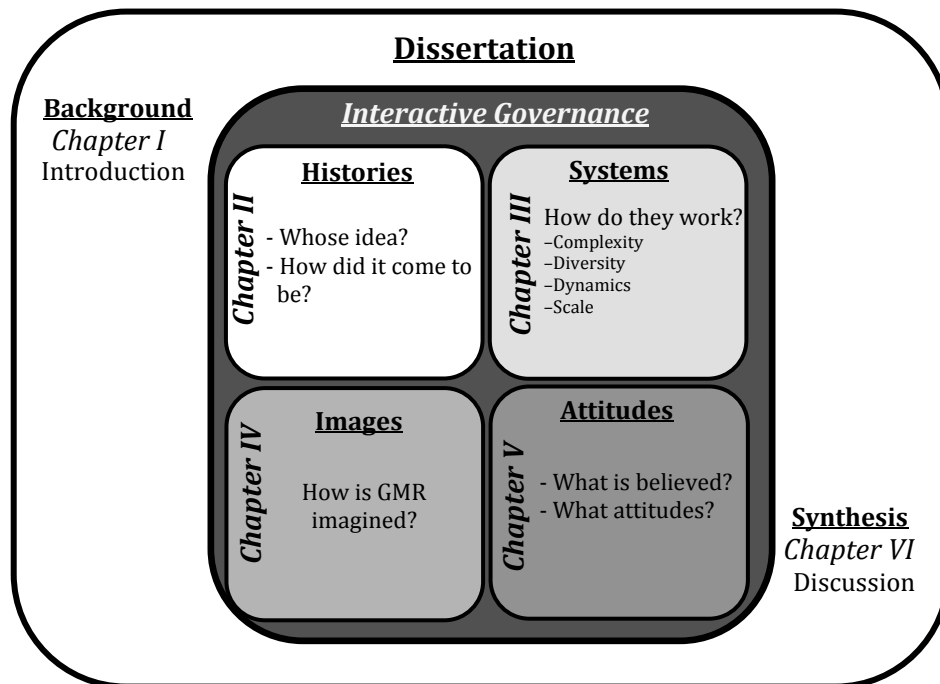 Dissertation
Background
Chapter I
Introduction
Interactive Governance
Chapter II
Histories
- Whose idea?
- How did it come to
be?
Chapter III
Systems
How do they work?
–Complexity
–Diversity
–Dynamics
–Scale
Chapter IV
Images
How is GMR
imagined?
Chapter V
Attitudes
- What is believed?
- What attitudes?
Synthesis
Chapter VI
Discussion